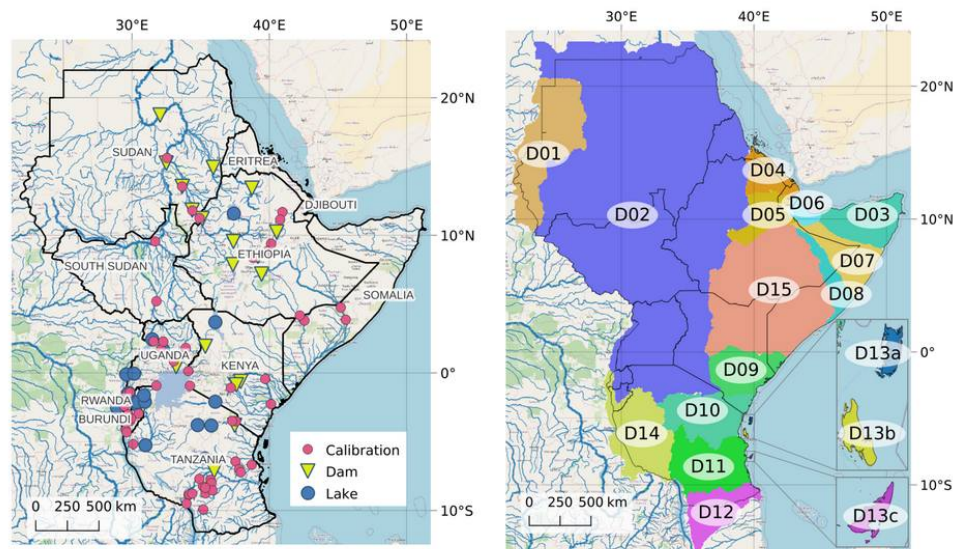 30°E 40°E 50°E
20°N
10°N
0°
10°S
SUDAN
ERITREA
DJIBOUTI
ETHIOPIA
SOUTH SUDAN
SOMALIA
UGANDA
KENYA
RWANDA
BURUNDI
TANZANIA
Calibration
Dam
Lake
0 250 500 km
30°E 40°E 50°E
20°N
10°N
0°
10°S
D01
D04
D06
D02
D05
D03
D07
D15
D08
D13a
D09
D10
D14
D13b
D11
D12
D13c
0 250 500 km